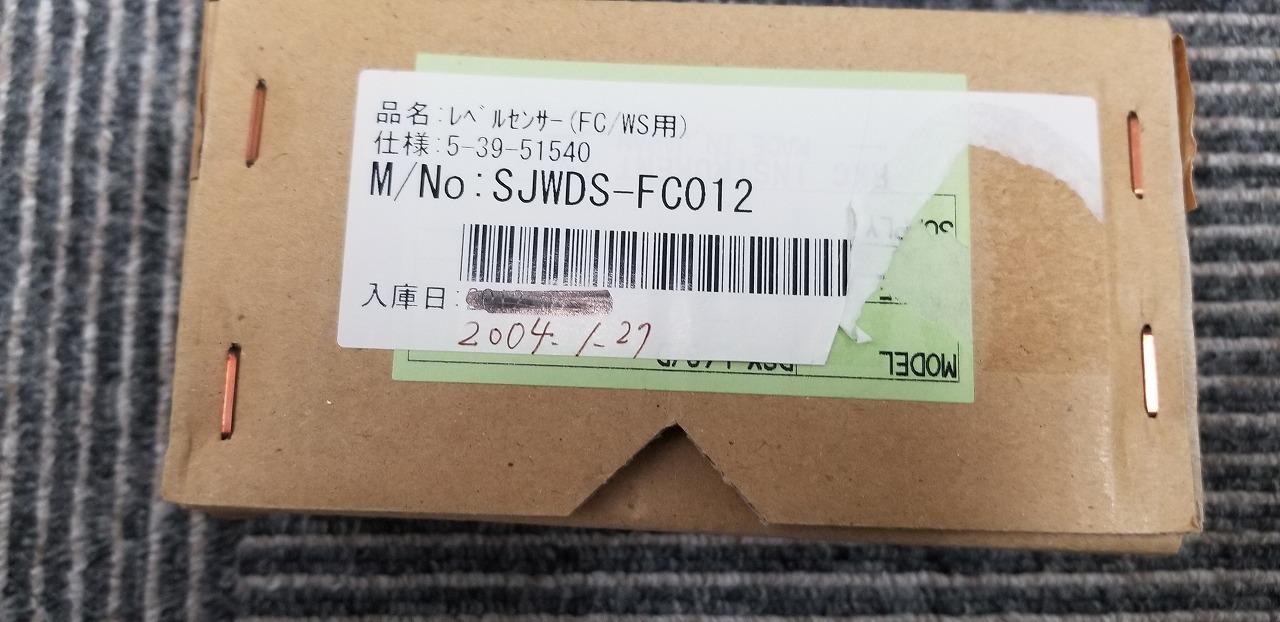 品名:ﾚﾍﾞﾙｾﾝｻｰ(FC/WS用)
仕様:5-39-51540
M/No:SJWDS-FC012
入庫日:
2004.1.27
MODEL